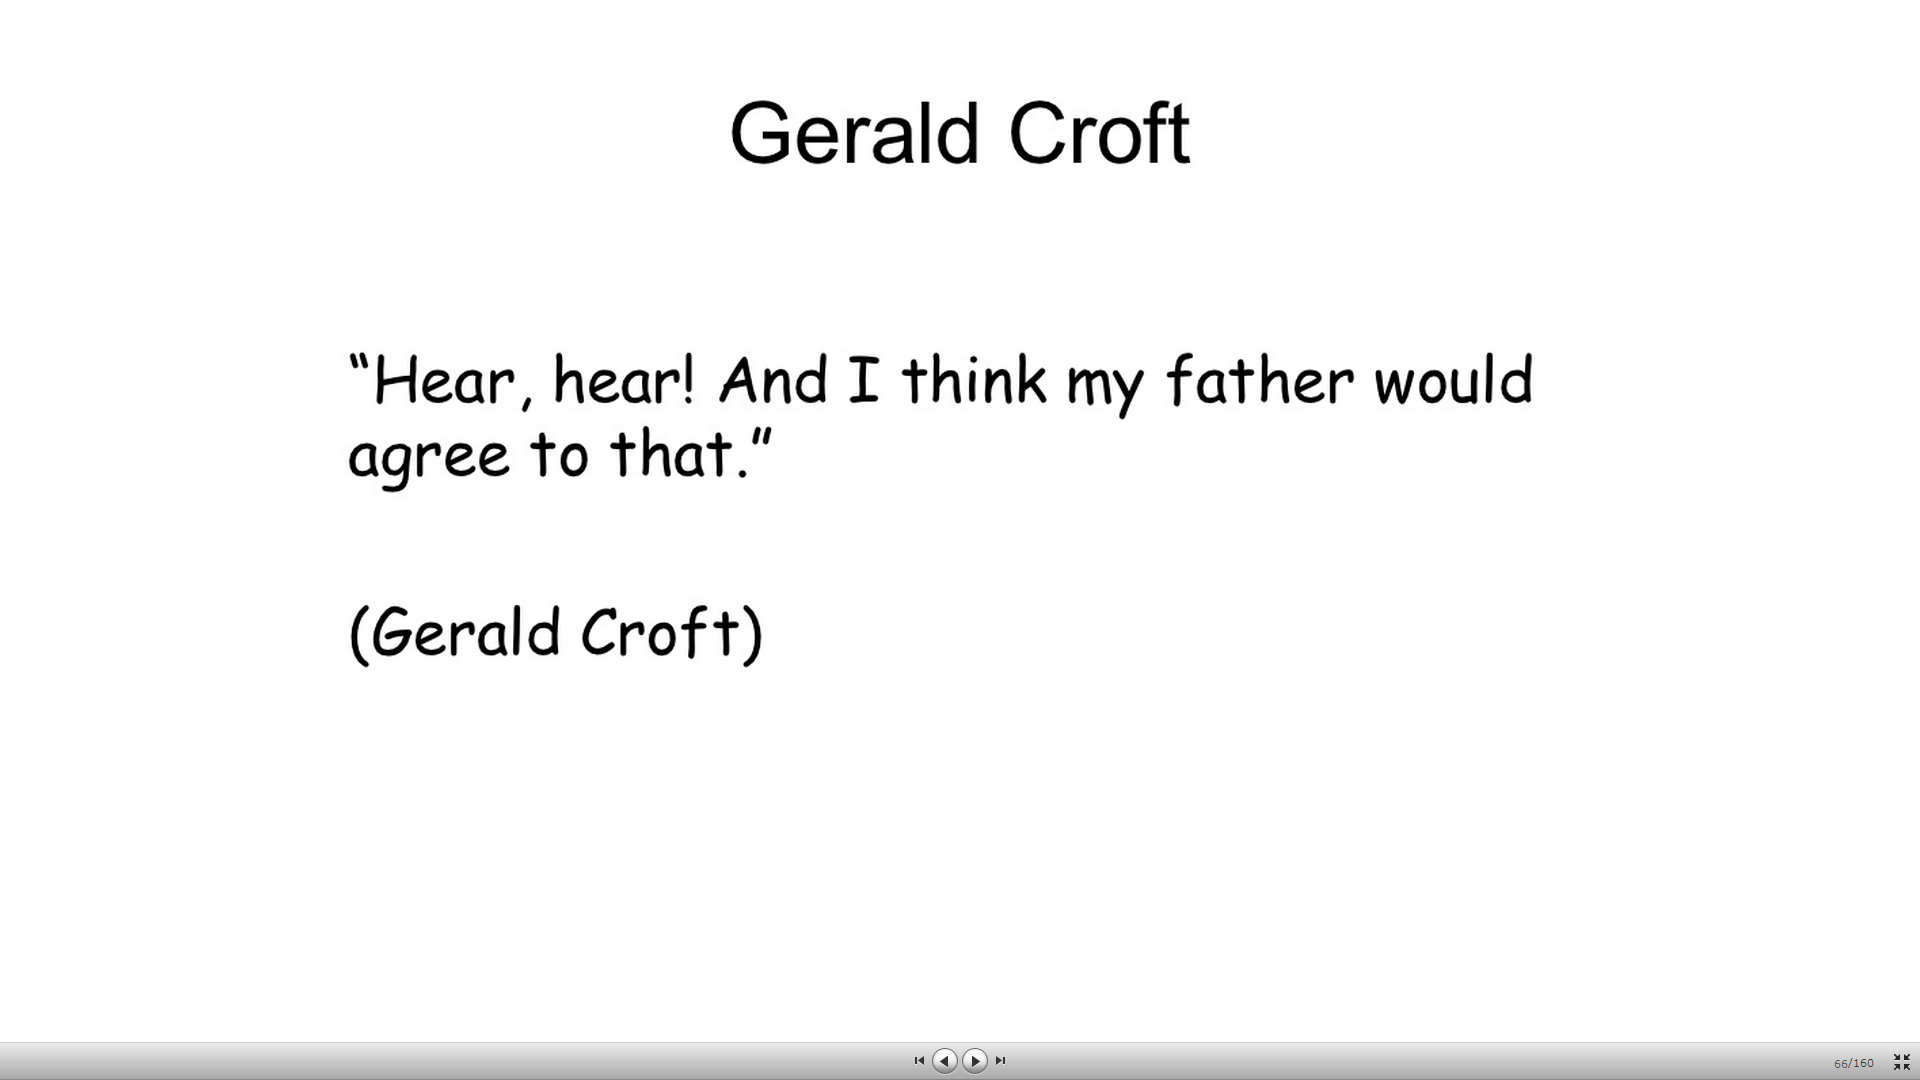 Gerald Croft
“Hear, hear! And I think my father would
agree to that.”
(Gerald Croft)
66/160